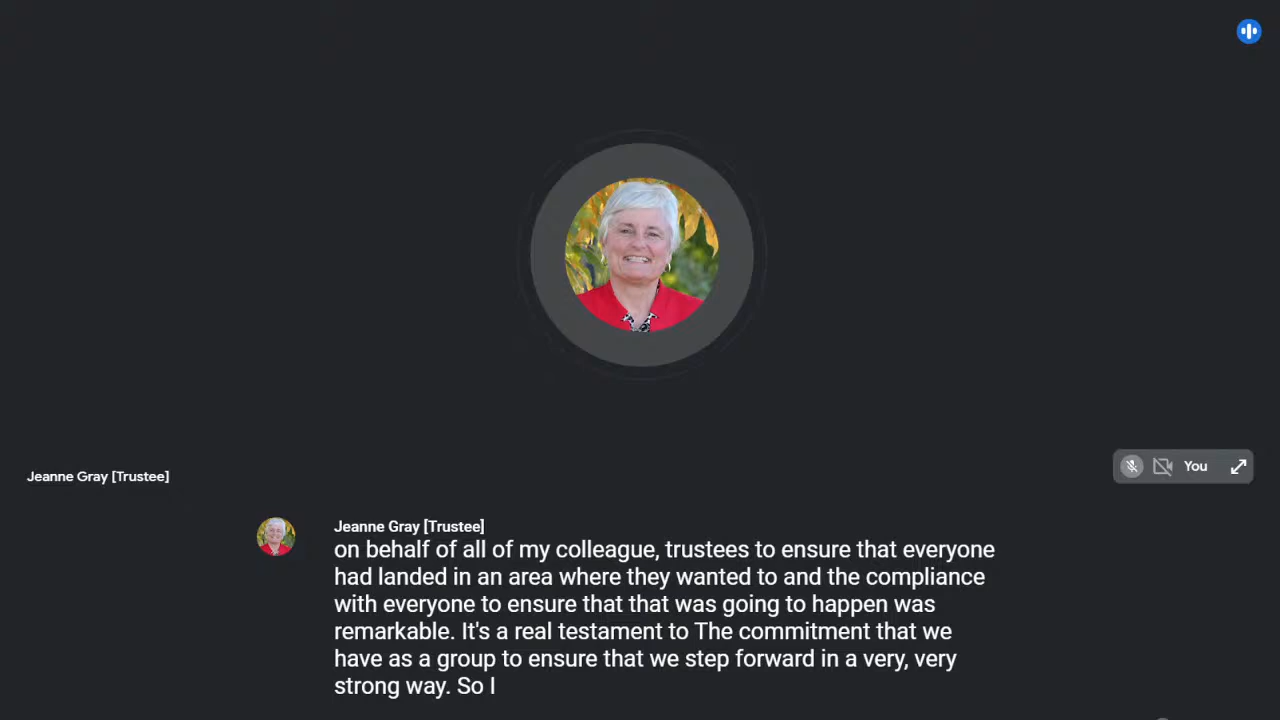 Jeanne Gray [Trustee]
You
Jeanne Gray [Trustee]
on behalf of all of my colleague, trustees to ensure that everyone
had landed in an area where they wanted to and the compliance
with everyone to ensure that that was going to happen was
remarkable. It's a real testament to The commitment that we
have as a group to ensure that we step forward in a very, very
strong way. So I